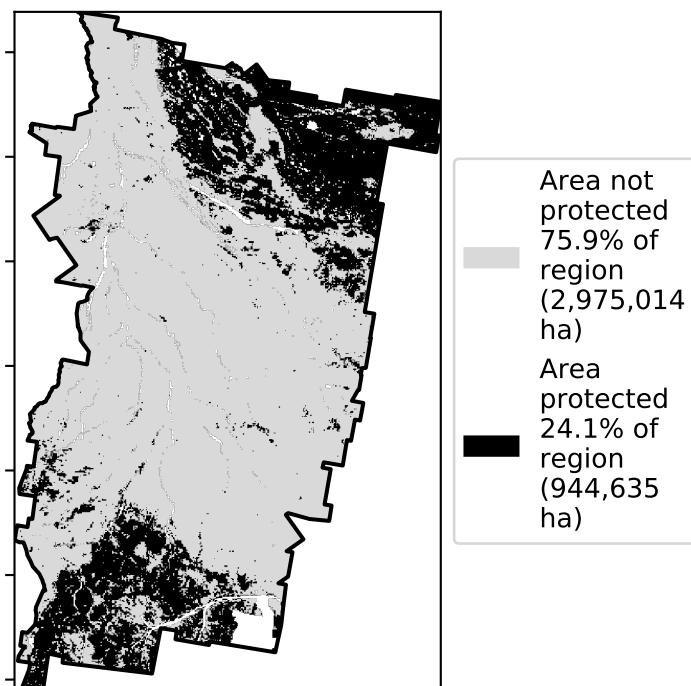 Area not
protected
75.9% of
region
(2,975,014
ha)
Area
protected
24.1% of
region
(944,635
ha)